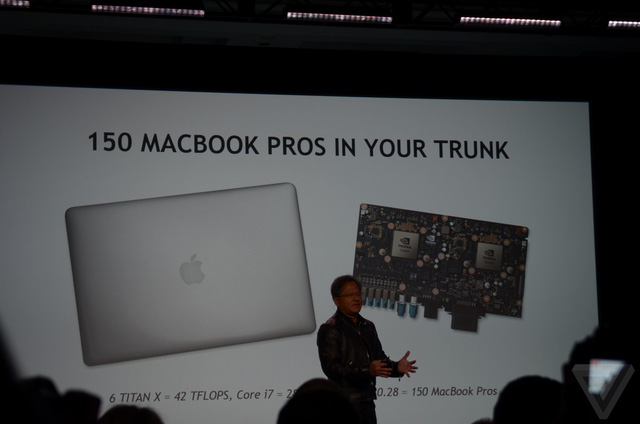 150 MACBOOK PROS IN YOUR TRUNK
6 TITAN X = 42 TFLOPS, Core i7 = 0.28 = 150 MacBook Pros